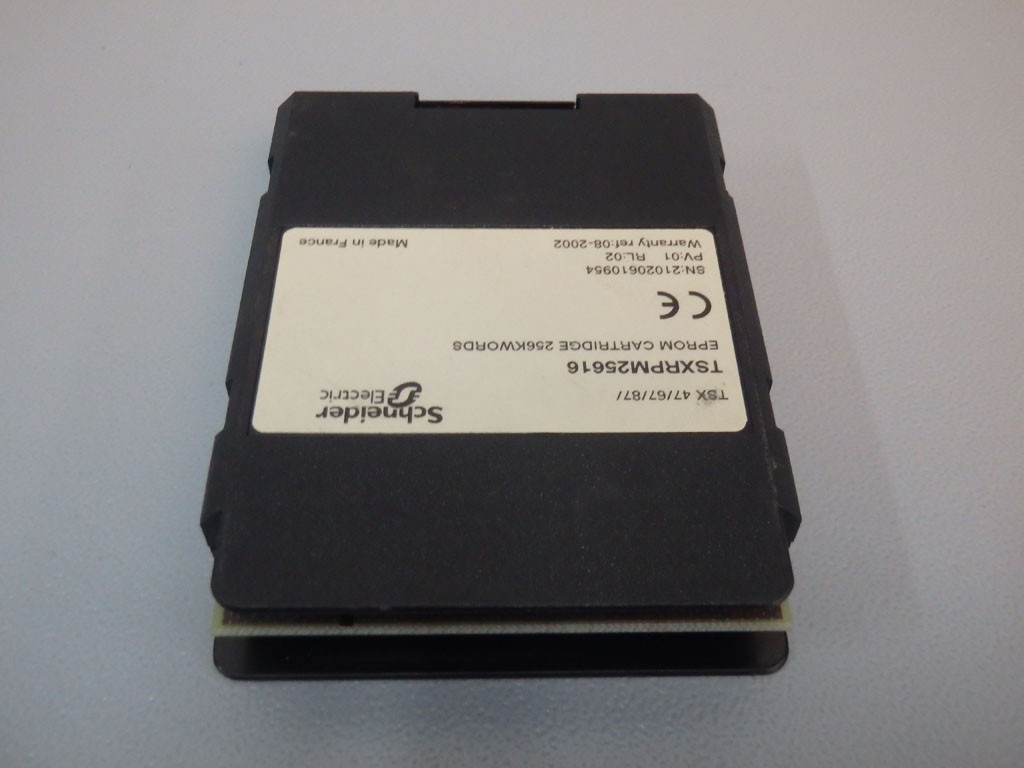 TSX 47/67/87/
Schneider
Electric
TSXRPM25616
EPROM CARTRIDGE 256KWORDS
CE
SN:21020610954
PV:01 RL:02
Warranty ref:08-2002
Made in France